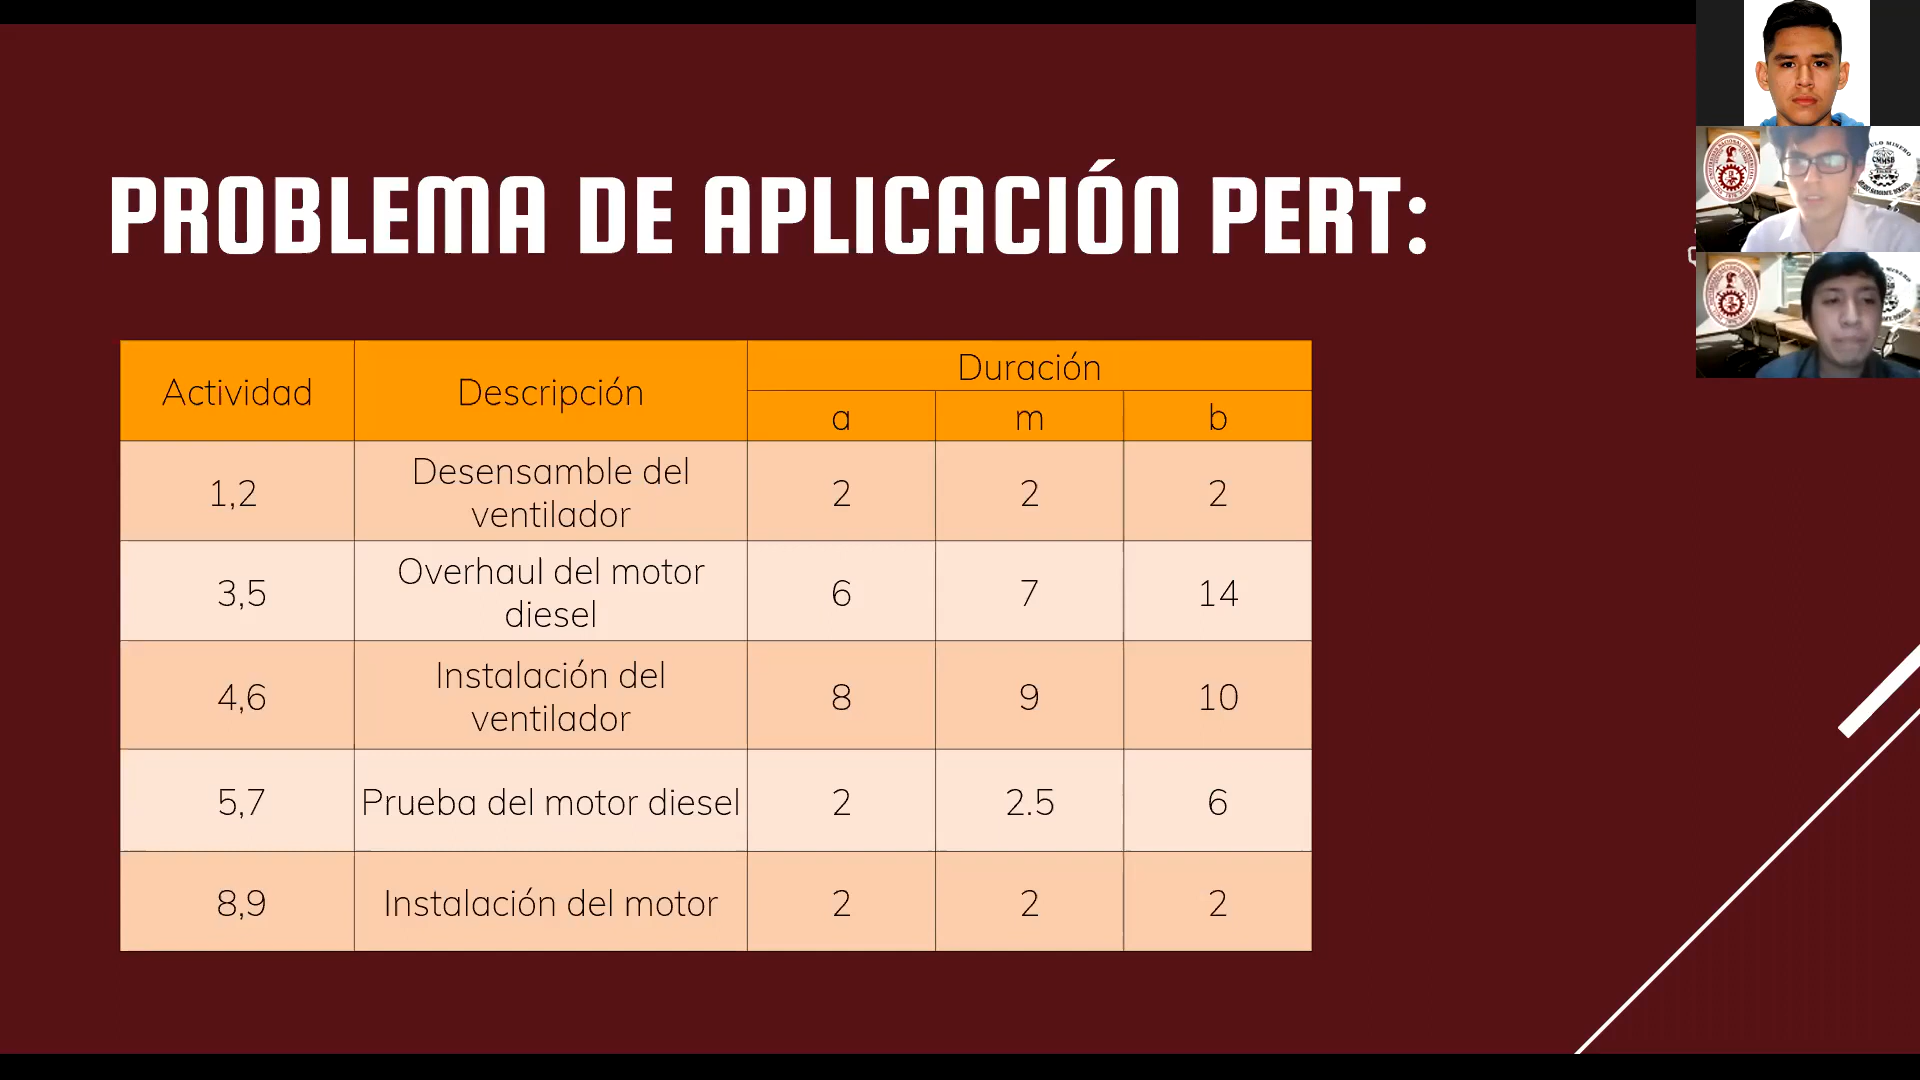 PROBLEMA DE APLICACIÓN PERT:
Actividad
Descripción
Duración
a
m
b
1,2
Desensamble del
ventilador
2
2
2
3,5
Overhaul del motor
diesel
6
7
14
4,6
Instalación del
ventilador
8
9
10
5,7
Prueba del motor diesel
2
2.5
6
8,9
Instalación del motor
2
2
2
CMMSB